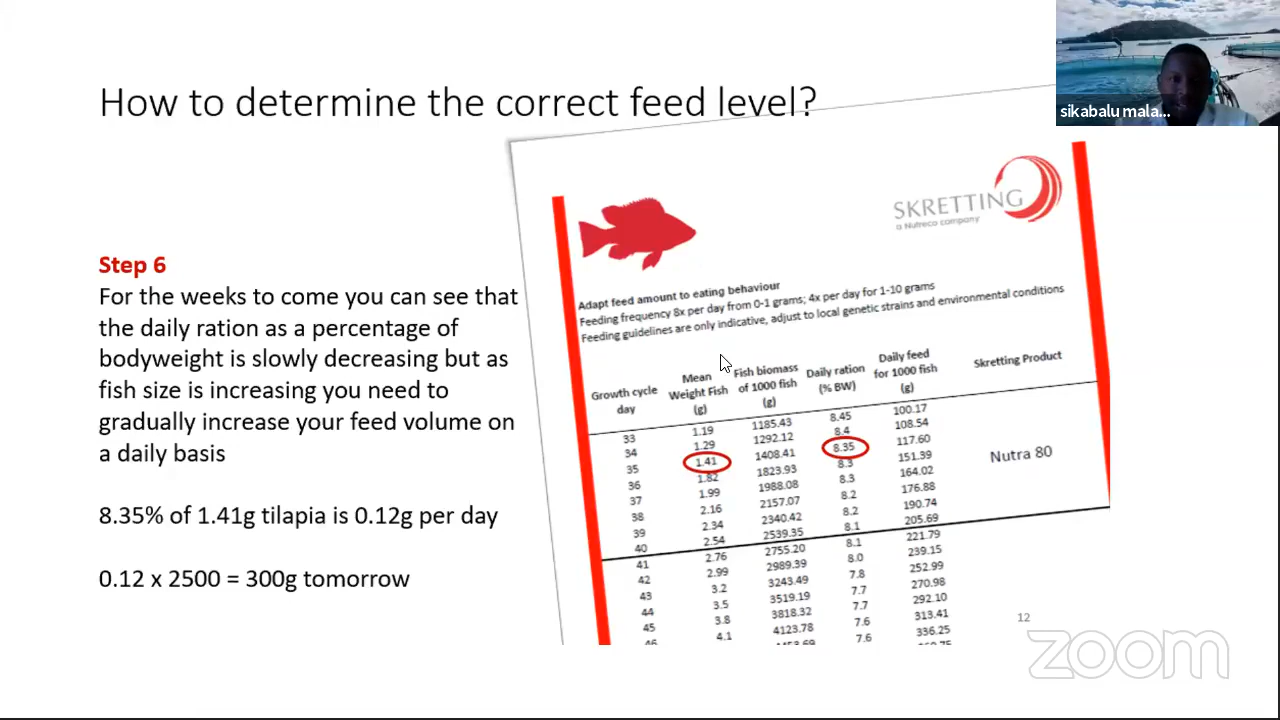 How to determine the correct feed level?
sikabalu mala...
SKRETTING
a Nutreco company
Step 6
For the weeks to come you can see that
the daily ration as a percentage of
bodyweight is slowly decreasing but as
fish size is increasing you need to
gradually increase your feed volume on
a daily basis
8.35% of 1.41g tilapia is 0.12g per day
0.12 x 2500 = 300g tomorrow
Adapt feed amount to eating behaviour
Feeding frequency 8x per day from 0-1 grams; 4x per day for 1-10 grams
Feeding guidelines are only indicative, adjust to local genetic strains and environmental conditions
Growth cycle day Mean Weight Fish (g) Fish biomass of 1000 fish (g) Daily ration (% BW) Daily feed for 1000 fish (g) Skretting Product
33 1.19 1185.43 8.45 100.17
34 1.29 1292.12 8.4 108.54
35 1.41 1408.41 8.35 117.60
36 1.82 1823.93 8.3 151.39 Nutra 80
37 1.99 1988.08 8.3 164.02
38 2.16 2157.07 8.2 176.88
39 2.34 2340.42 8.2 190.74
40 2.54 2539.35 8.1 205.69
41 2.76 2755.20 8.1 221.79
42 2.99 2989.39 8.0 239.15
43 3.2 3243.49 7.8 252.99
44 3.5 3519.19 7.7 270.98
45 3.8 3818.32 7.7 292.10
4.1 4123.78 7.6 313.41
7.6 336.25
12
zoom